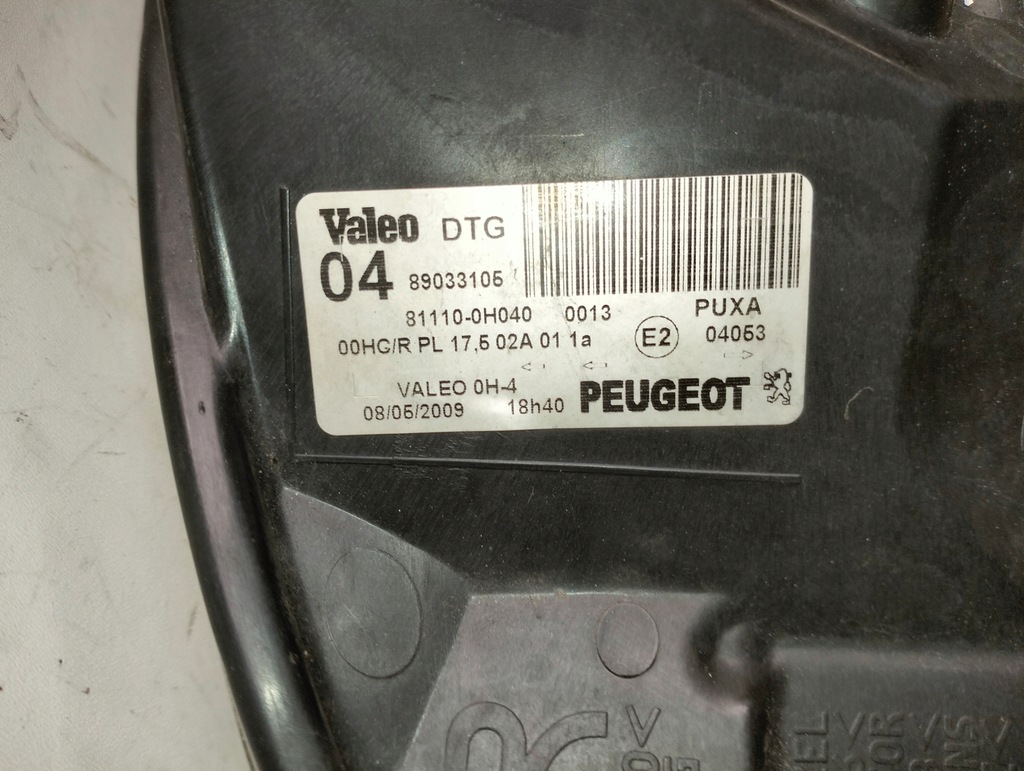 Valeo DTG
04 89033105
81110-0H040 0013 PUXA
00HC/R PL 17,5 02A 01 1a E2 04053
VALEO 0H-4 PEUGEOT
08/05/2009 18h40